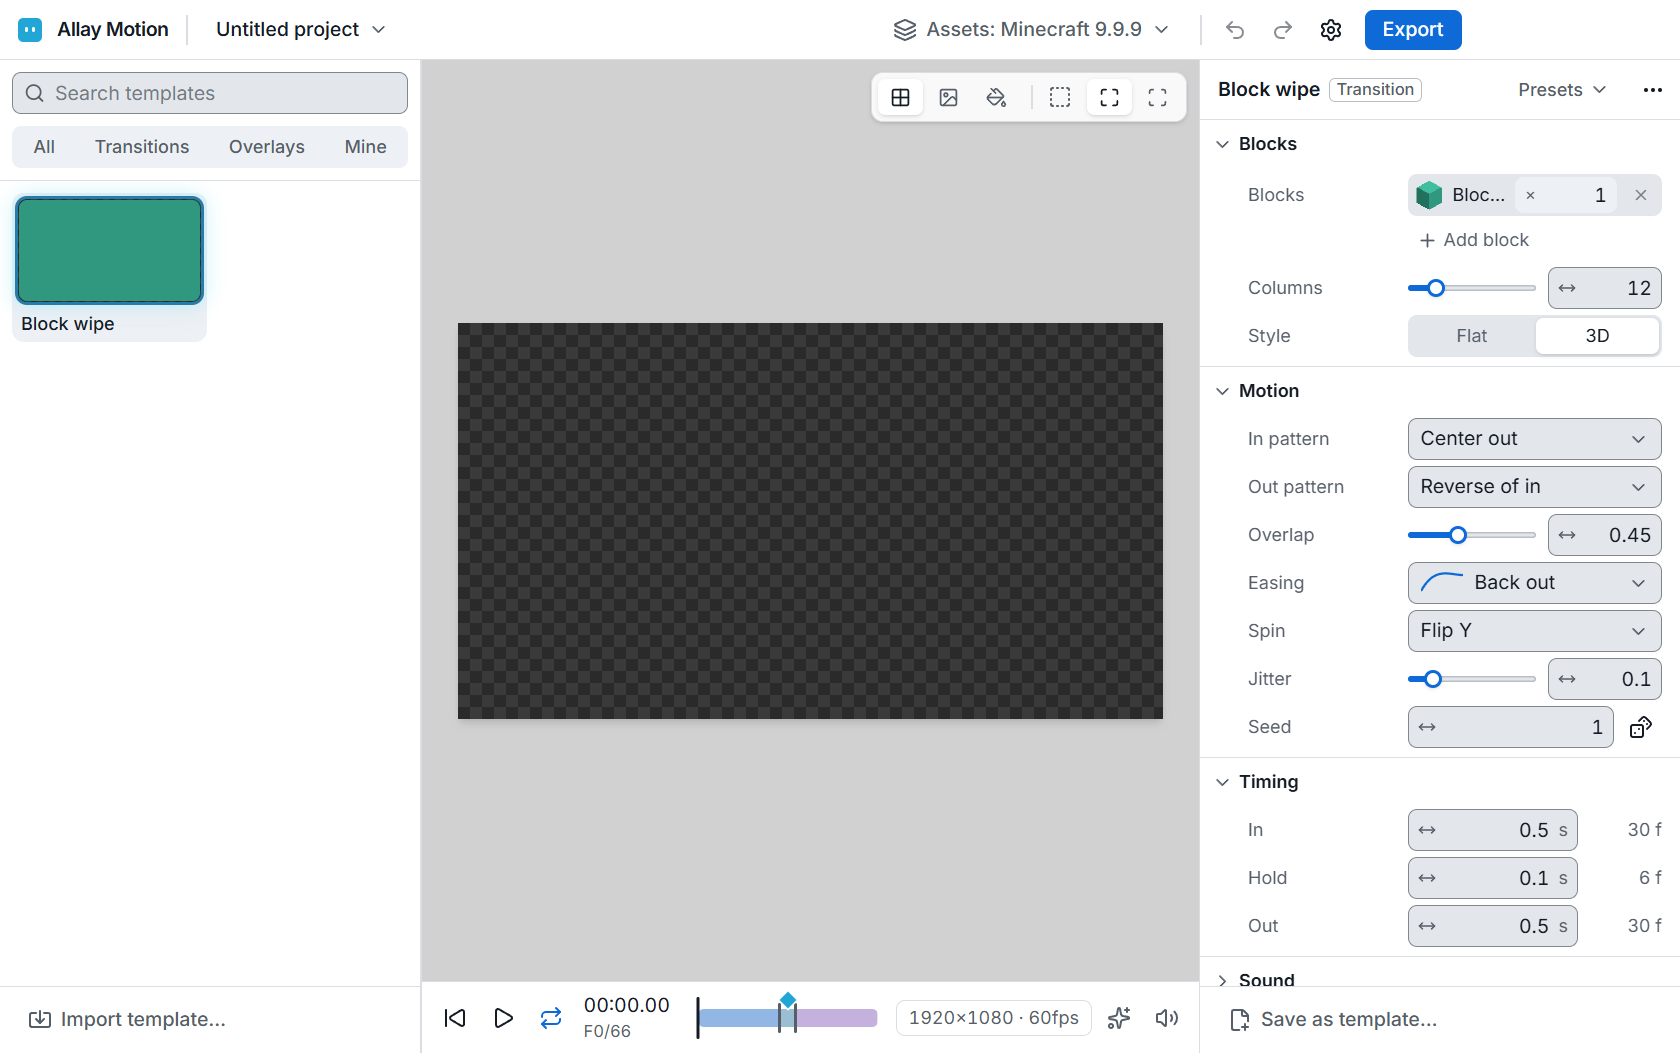 Allay Motion
Untitled project
Assets: Minecraft 9.9.9
Export
Search templates
All
Transitions
Overlays
Mine
Block wipe
Import template...
00:00.00
F0/66
1920×1080 · 60fps
Block wipe
Transition
Presets
Blocks
Blocks
Bloc...
×
1
Add block
Columns
12
Style
Flat
3D
Motion
In pattern
Center out
Out pattern
Reverse of in
Overlap
0.45
Easing
Back out
Spin
Flip Y
Jitter
0.1
Seed
1
Timing
In
0.5 s
30 f
Hold
0.1 s
6 f
Out
0.5 s
30 f
Sound
Save as template...